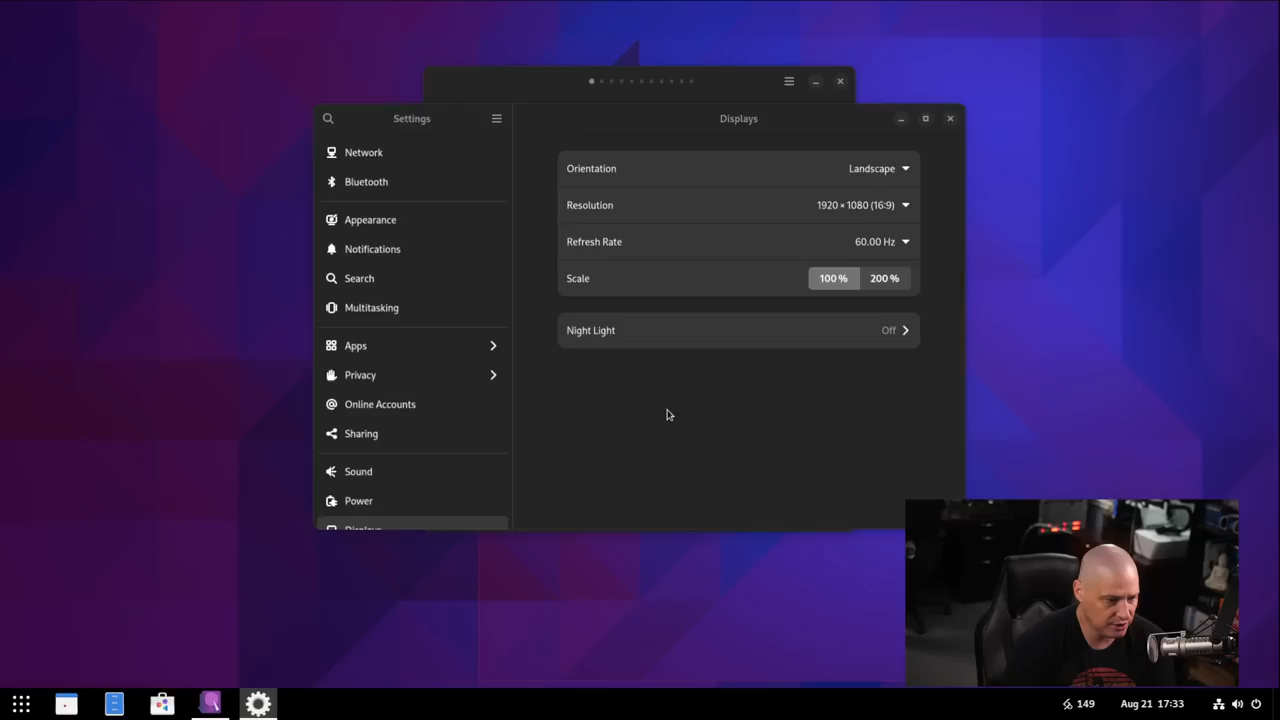 Settings
Displays
Network
Bluetooth
Appearance
Notifications
Search
Multitasking
Apps
Privacy
Online Accounts
Sharing
Sound
Power
Displays
Orientation
Landscape
Resolution
1920 × 1080 (16:9)
Refresh Rate
60.00 Hz
Scale
100 %
200 %
Night Light
Off
149
Aug 21 17:33